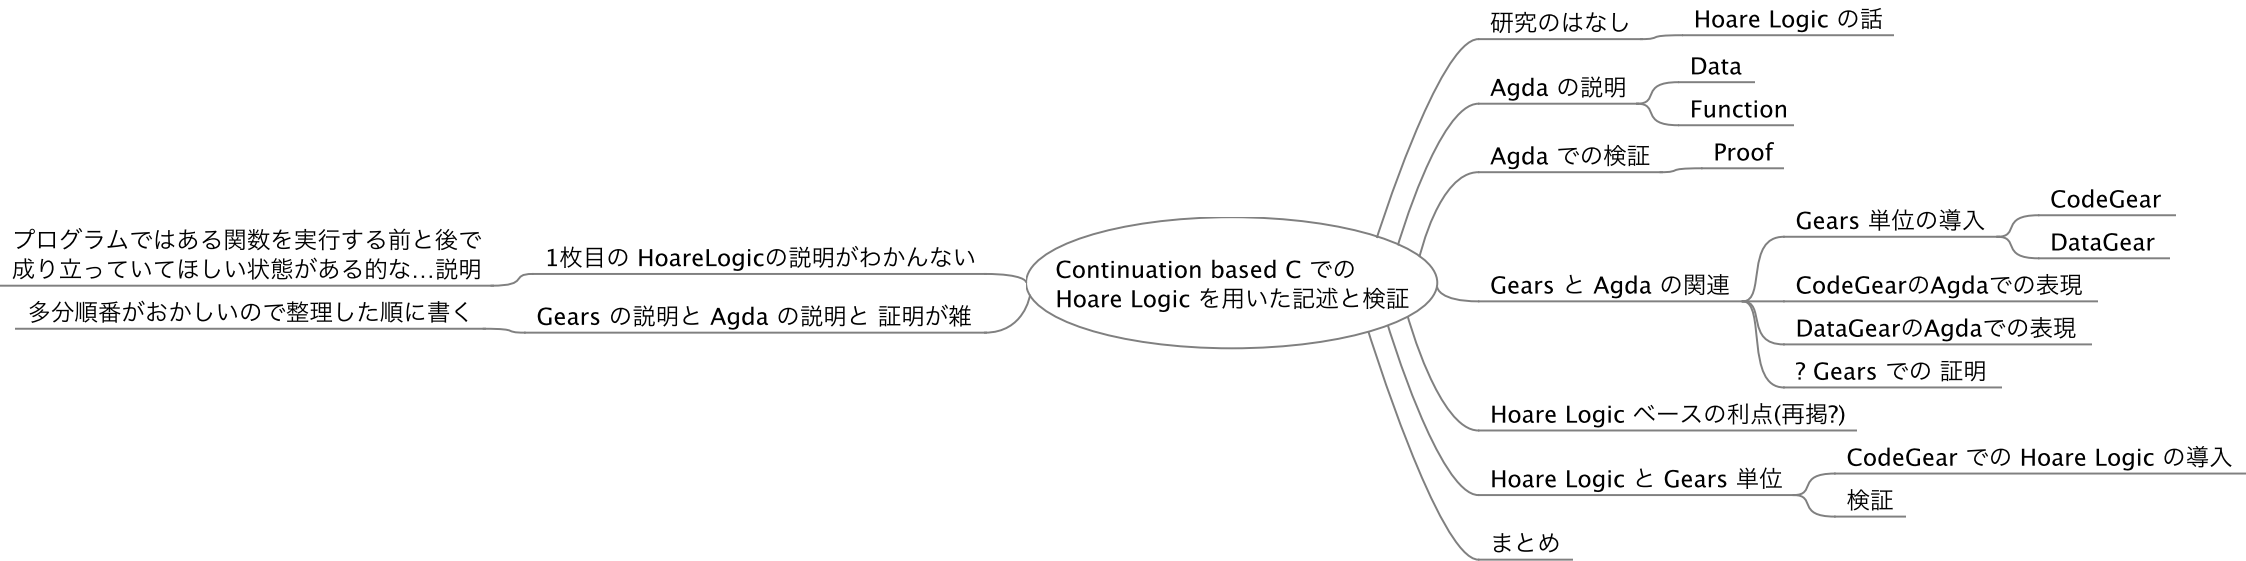 Continuation based C での
Hoare Logic を用いた記述と検証
研究のはなし
Hoare Logic の話
Agda の説明
Data
Function
Agda での検証
Proof
Gears と Agda の関連
Gears 単位の導入
CodeGear
DataGear
CodeGearのAgdaでの表現
DataGearのAgdaでの表現
? Gears での 証明
Hoare Logic ベースの利点(再掲?)
Hoare Logic と Gears 単位
CodeGear での Hoare Logic の導入
検証
まとめ
1枚目の HoareLogicの説明がわかんない
プログラムではある関数を実行する前と後で
成り立っていてほしい状態がある的な…説明
Gears の説明と Agda の説明と 証明が雑
多分順番がおかしいので整理した順に書く